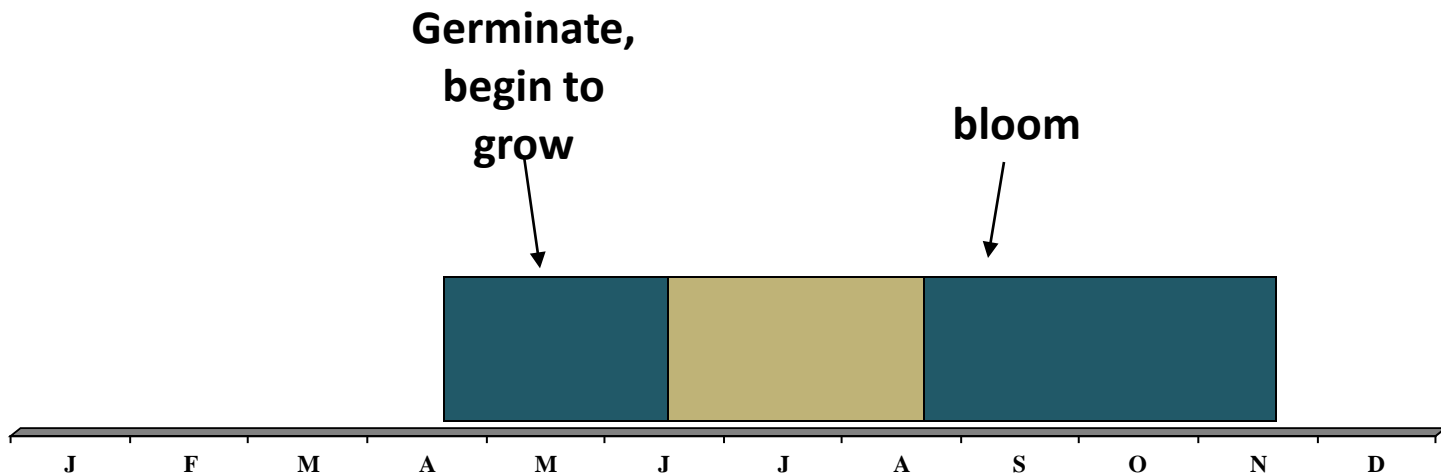 Germinate,
begin to
grow
bloom
J F M A M J J A S O N D